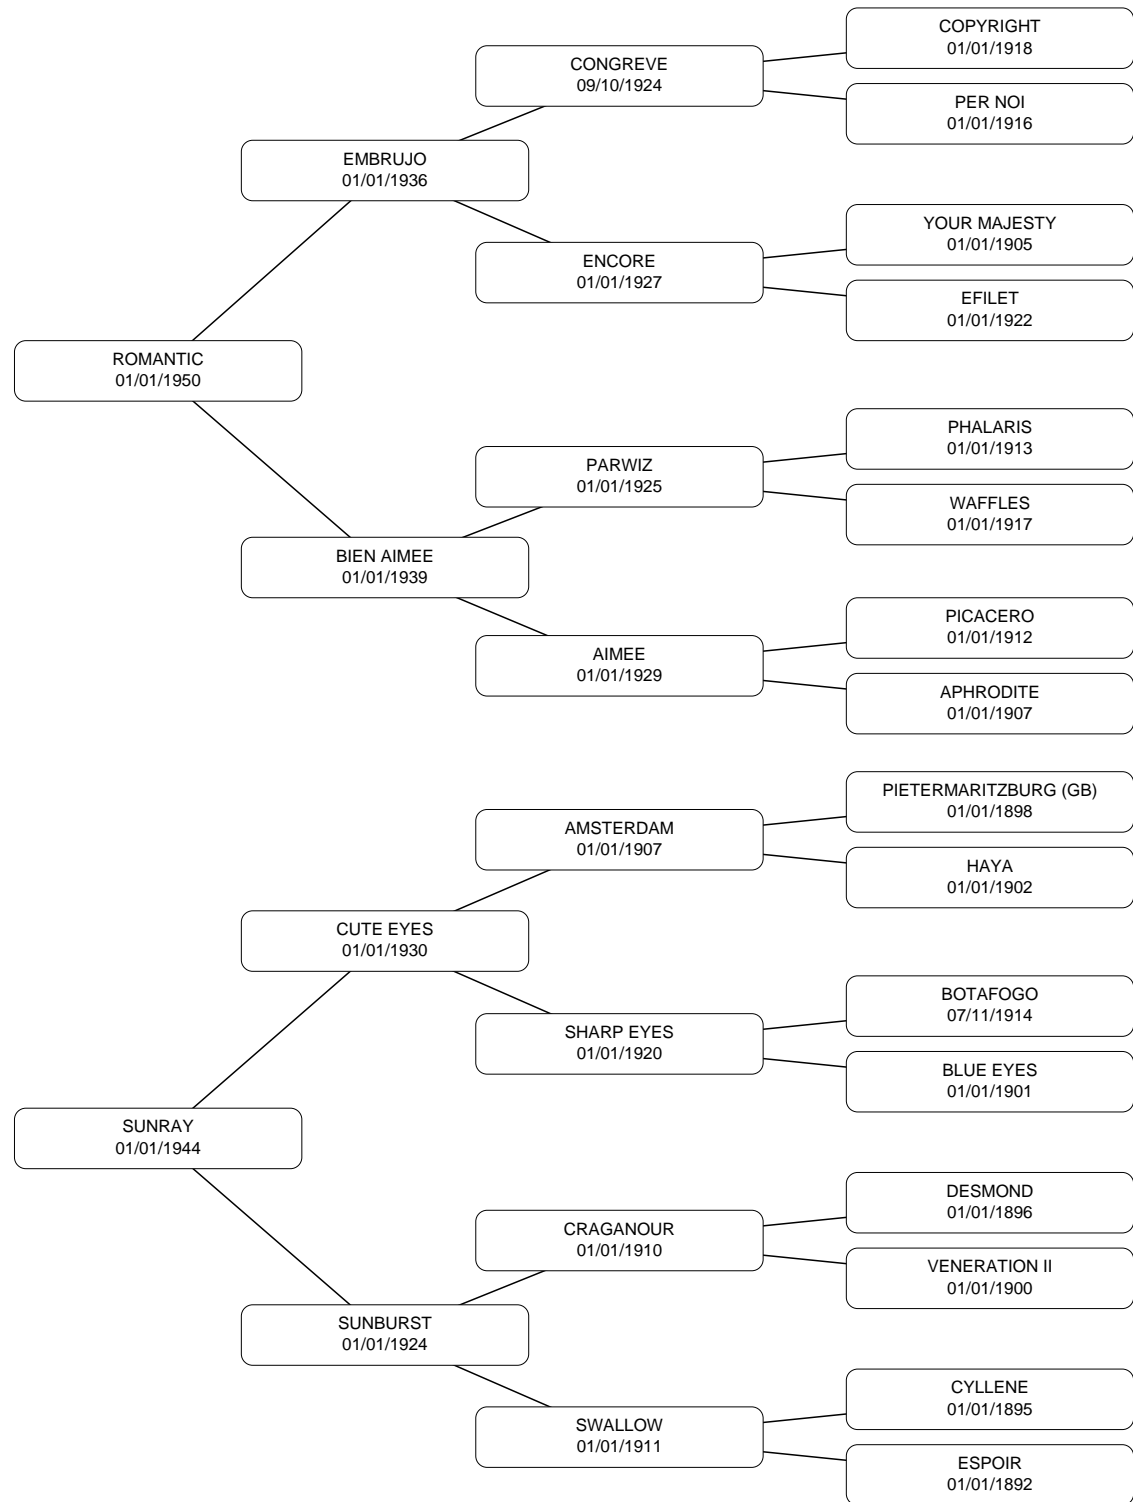 COPYRIGHT
01/01/1918
CONGREVE
09/10/1924
PER NOI
01/01/1916
EMBRUJO
01/01/1936
YOUR MAJESTY
01/01/1905
ENCORE
01/01/1927
EFILET
01/01/1922
ROMANTIC
01/01/1950
PHALARIS
01/01/1913
PARWIZ
01/01/1925
WAFFLES
01/01/1917
BIEN AIMEE
01/01/1939
PICACERO
01/01/1912
AIMEE
01/01/1929
APHRODITE
01/01/1907
PIETERMARITZBURG (GB)
01/01/1898
AMSTERDAM
01/01/1907
HAYA
01/01/1902
CUTE EYES
01/01/1930
BOTAFOGO
07/11/1914
SHARP EYES
01/01/1920
BLUE EYES
01/01/1901
SUNRAY
01/01/1944
DESMOND
01/01/1896
CRAGANOUR
01/01/1910
VENERATION II
01/01/1900
SUNBURST
01/01/1924
CYLLENE
01/01/1895
SWALLOW
01/01/1911
ESPOIR
01/01/1892